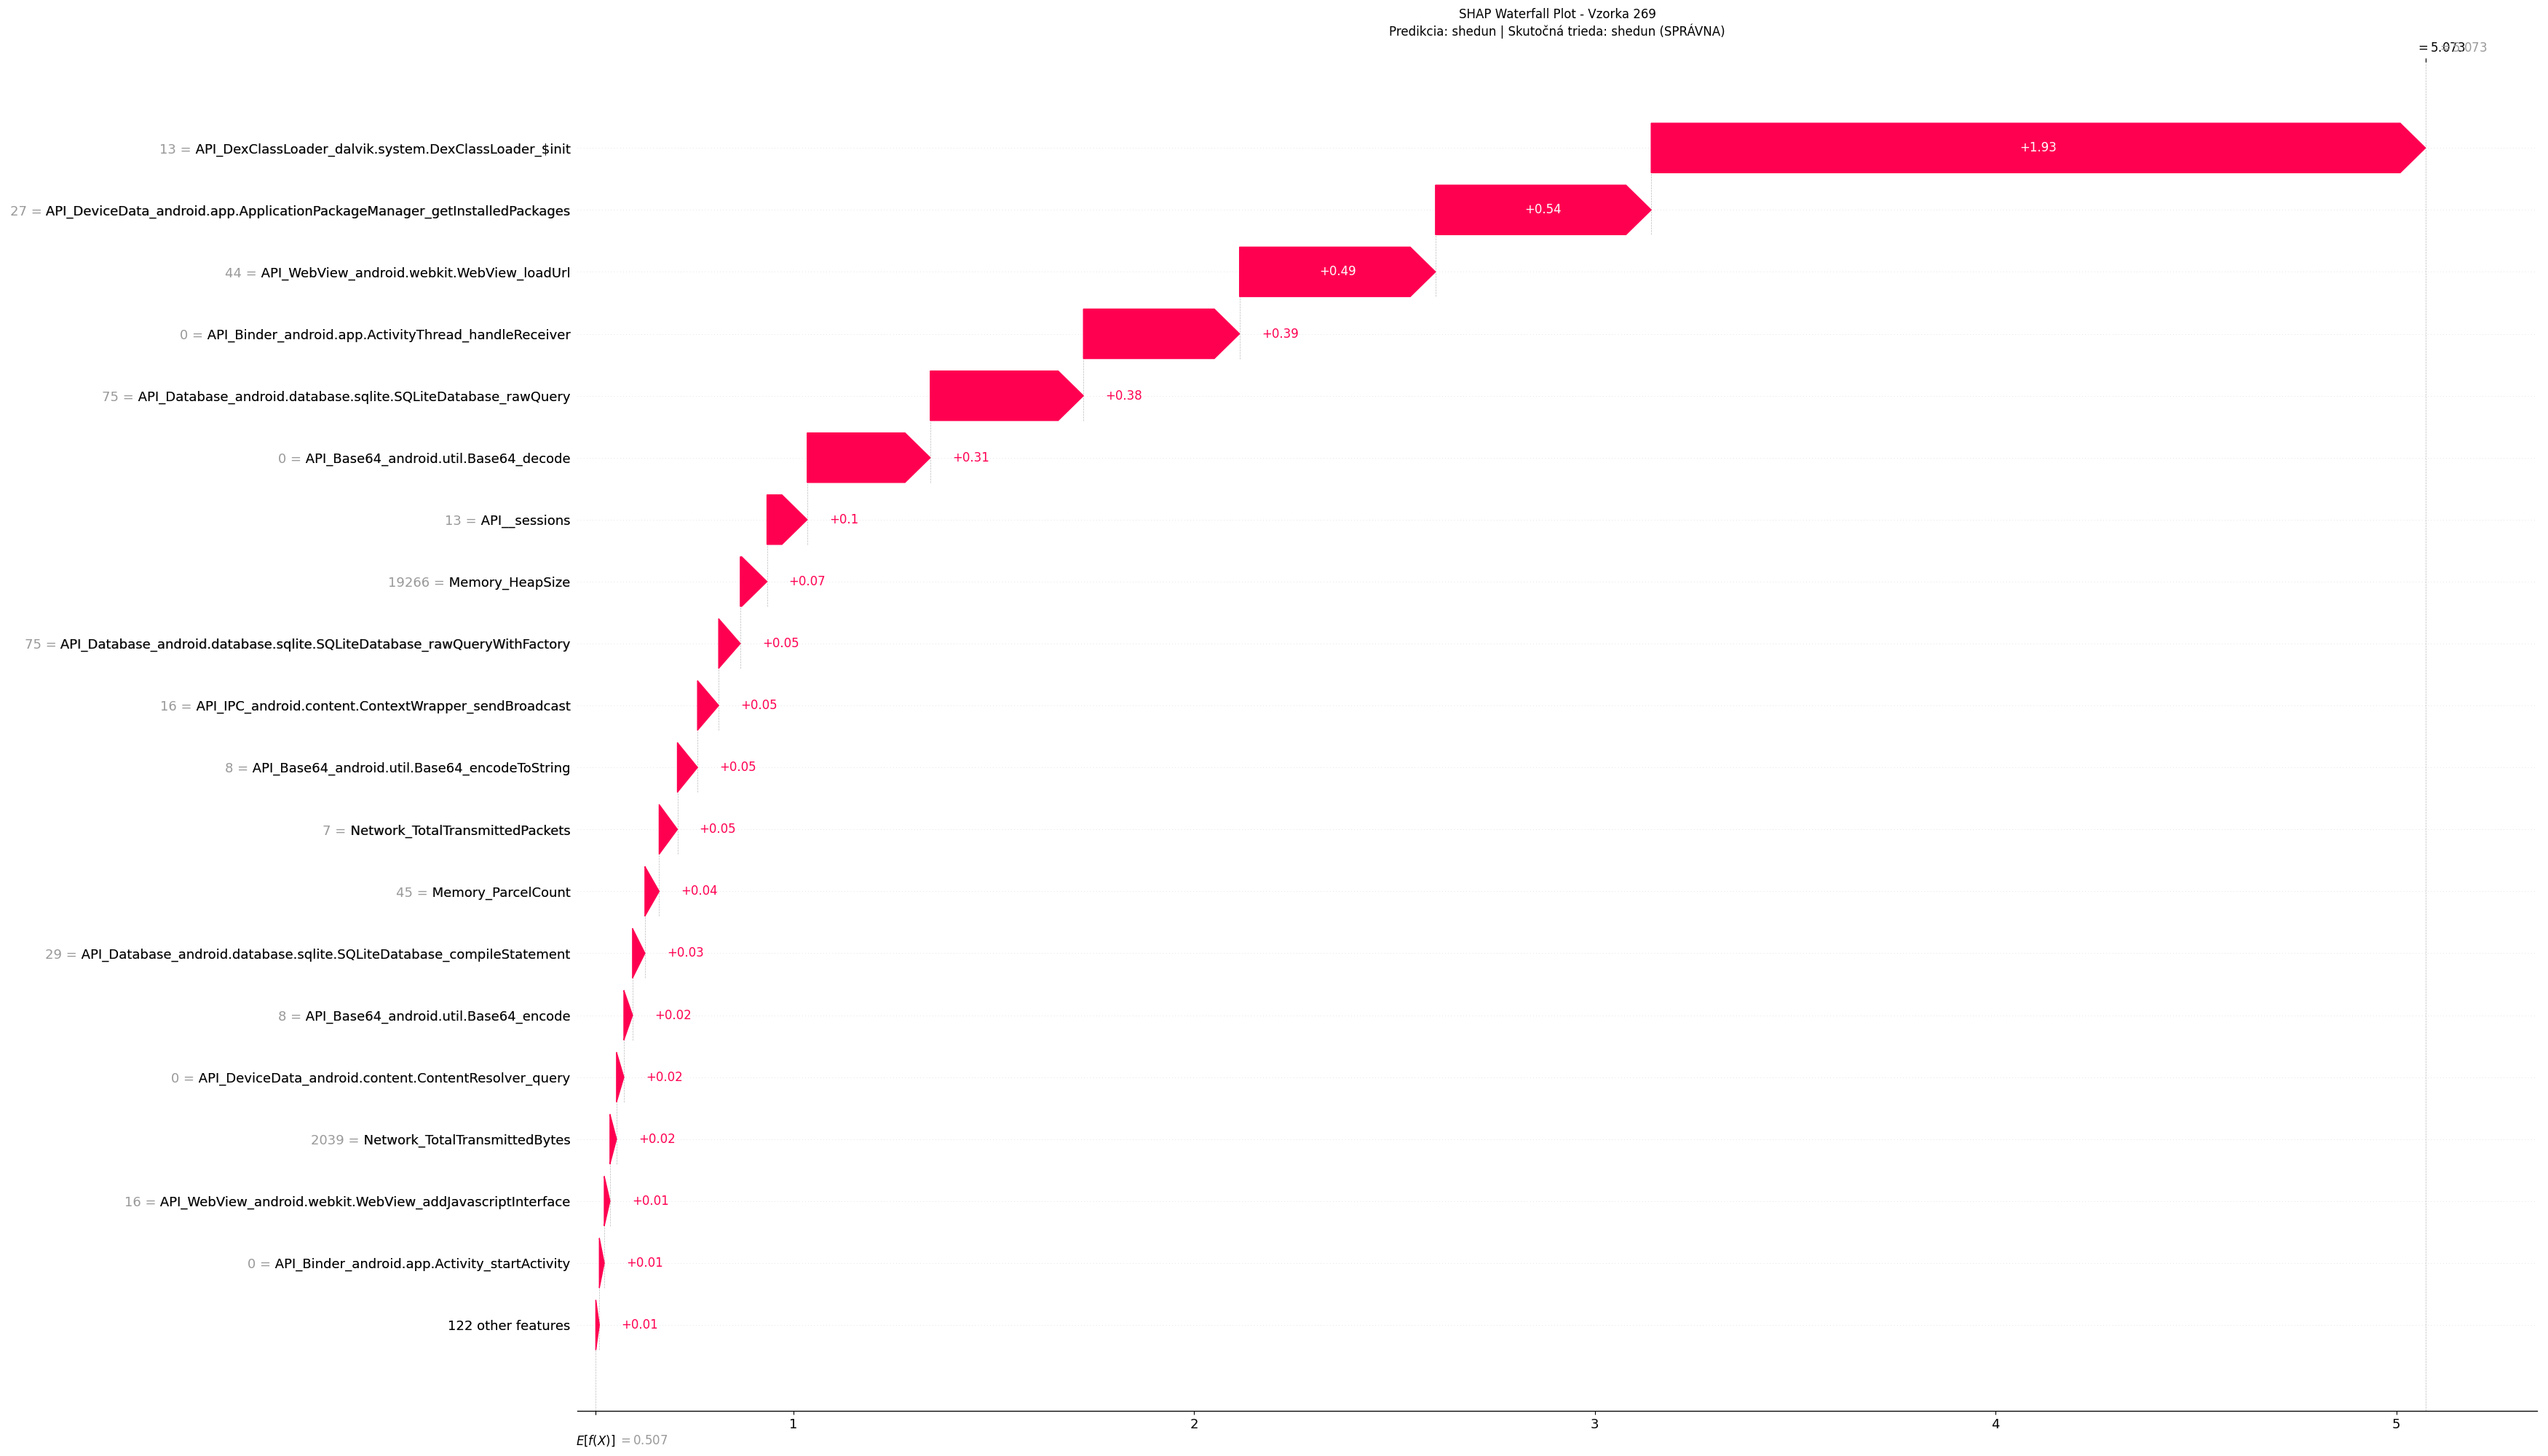 SHAP Waterfall Plot - Vzorka 269
Predikcia: shedun | Skutočná trieda: shedun (SPRÁVNA)
= 5.073
13 = API_DexClassLoader_dalvik.system.DexClassLoader_$init +1.93
27 = API_DeviceData_android.app.ApplicationPackageManager_getInstalledPackages +0.54
44 = API_WebView_android.webkit.WebView_loadUrl +0.49
0 = API_Binder_android.app.ActivityThread_handleReceiver +0.39
75 = API_Database_android.database.sqlite.SQLiteDatabase_rawQuery +0.38
0 = API_Base64_android.util.Base64_decode +0.31
13 = API__sessions +0.1
19266 = Memory_HeapSize +0.07
75 = API_Database_android.database.sqlite.SQLiteDatabase_rawQueryWithFactory +0.05
16 = API_IPC_android.content.ContextWrapper_sendBroadcast +0.05
8 = API_Base64_android.util.Base64_encodeToString +0.05
7 = Network_TotalTransmittedPackets +0.05
45 = Memory_ParcelCount +0.04
29 = API_Database_android.database.sqlite.SQLiteDatabase_compileStatement +0.03
8 = API_Base64_android.util.Base64_encode +0.02
0 = API_DeviceData_android.content.ContentResolver_query +0.02
2039 = Network_TotalTransmittedBytes +0.02
16 = API_WebView_android.webkit.WebView_addJavascriptInterface +0.01
0 = API_Binder_android.app.Activity_startActivity +0.01
122 other features +0.01
1 2 3 4 5
E[f(X)] = 0.507